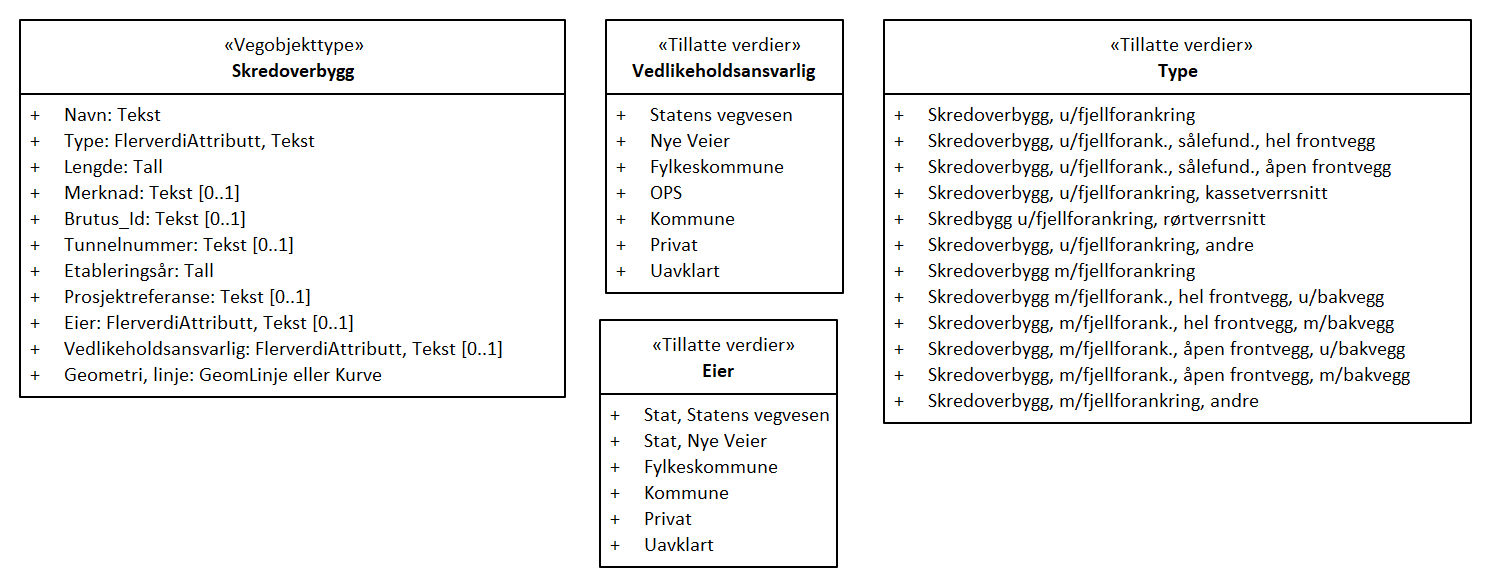 «Vegobjekttype»
Skredoverbygg
+ Navn: Tekst
+ Type: FlerverdiAttributt, Tekst
+ Lengde: Tall
+ Merknad: Tekst [0..1]
+ Brutus_Id: Tekst [0..1]
+ Tunnelnummer: Tekst [0..1]
+ Etableringsår: Tall
+ Prosjektreferanse: Tekst [0..1]
+ Eier: FlerverdiAttributt, Tekst [0..1]
+ Vedlikeholdsansvarlig: FlerverdiAttributt, Tekst [0..1]
+ Geometri, linje: GeomLinje eller Kurve
«Tillatte verdier»
Vedlikeholdsansvarlig
+ Statens vegvesen
+ Nye Veier
+ Fylkeskommune
+ OPS
+ Kommune
+ Privat
+ Uavklart
«Tillatte verdier»
Eier
+ Stat, Statens vegvesen
+ Stat, Nye Veier
+ Fylkeskommune
+ Kommune
+ Privat
+ Uavklart
«Tillatte verdier»
Type
+ Skredoverbygg, u/fjellforankring
+ Skredoverbygg, u/fjellforank., sålefund., hel frontvegg
+ Skredoverbygg, u/fjellforank., sålefund., åpen frontvegg
+ Skredoverbygg, u/fjellforankring, kassetverrsnitt
+ Skredbygg u/fjellforankring, rørtverrsnitt
+ Skredoverbygg, u/fjellforankring, andre
+ Skredoverbygg m/fjellforankring
+ Skredoverbygg m/fjellforank., hel frontvegg, u/bakvegg
+ Skredoverbygg, m/fjellforank., hel frontvegg, m/bakvegg
+ Skredoverbygg, m/fjellforank., åpen frontvegg, u/bakvegg
+ Skredoverbygg, m/fjellforank., åpen frontvegg, m/bakvegg
+ Skredoverbygg, m/fjellforankring, andre